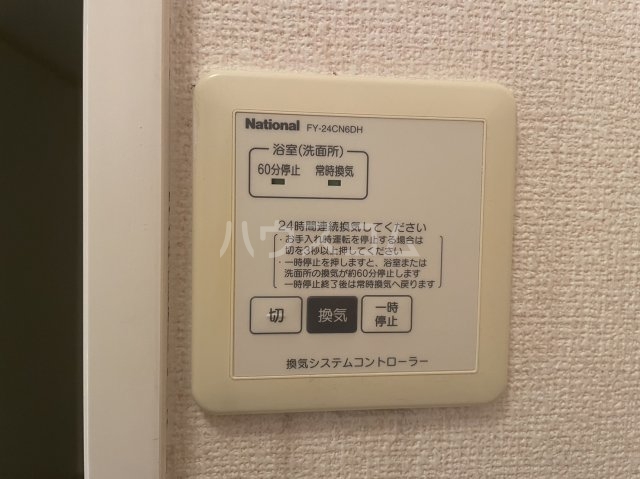 National FY-24CN6DH
浴室(洗面所)
60分停止 常時換気
24時間連続換気してください
・お手入れ時運転を停止する場合は
切を3秒以上押してください
・一時停止を押しますと、浴室または
洗面所の換気が約60分停止します
一時停止終了後は常時換気へ戻ります
切 換気 一時
停止
換気システムコントローラー